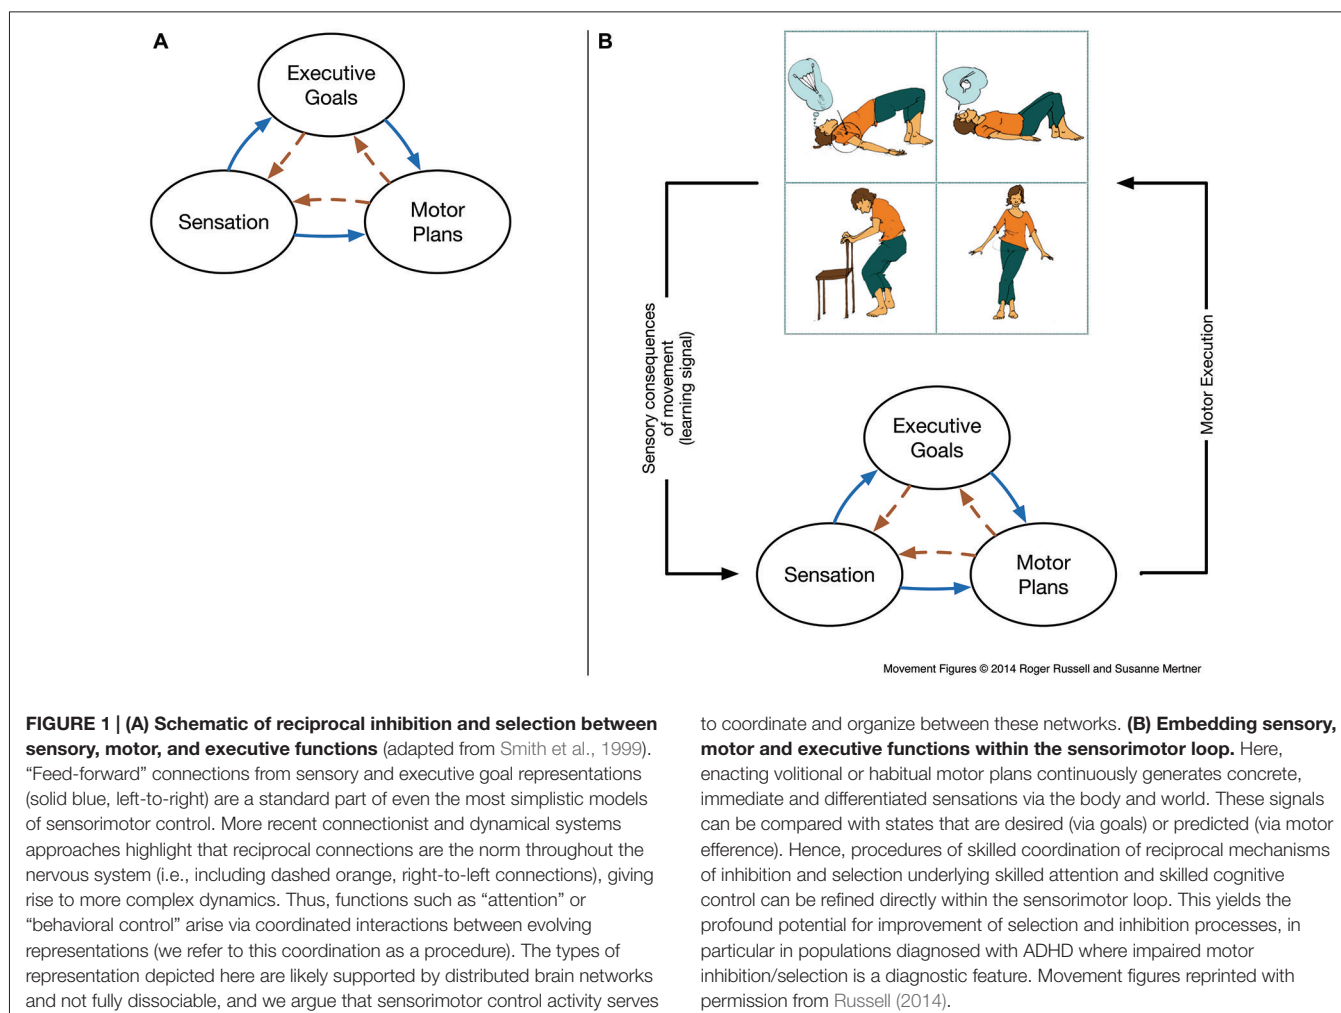 A
Executive
Goals
Sensation
Motor
Plans
B
Sensory consequences
of movement
(learning signal)
Motor Execution
Executive
Goals
Sensation
Motor
Plans
Movement Figures © 2014 Roger Russell and Susanne Mertner
FIGURE 1 | (A) Schematic of reciprocal inhibition and selection between
sensory, motor, and executive functions (adapted from Smith et al., 1999).
“Feed-forward” connections from sensory and executive goal representations
(solid blue, left-to-right) are a standard part of even the most simplistic models
of sensorimotor control. More recent connectionist and dynamical systems
approaches highlight that reciprocal connections are the norm throughout the
nervous system (i.e., including dashed orange, right-to-left connections), giving
rise to more complex dynamics. Thus, functions such as “attention” or
“behavioral control” arise via coordinated interactions between evolving
representations (we refer to this coordination as a procedure). The types of
representation depicted here are likely supported by distributed brain networks
and not fully dissociable, and we argue that sensorimotor control activity serves
to coordinate and organize between these networks. (B) Embedding sensory,
motor and executive functions within the sensorimotor loop. Here,
enacting volitional or habitual motor plans continuously generates concrete,
immediate and differentiated sensations via the body and world. These signals
can be compared with states that are desired (via goals) or predicted (via motor
efference). Hence, procedures of skilled coordination of reciprocal mechanisms
of inhibition and selection underlying skilled attention and skilled cognitive
control can be refined directly within the sensorimotor loop. This yields the
profound potential for improvement of selection and inhibition processes, in
particular in populations diagnosed with ADHD where impaired motor
inhibition/selection is a diagnostic feature. Movement figures reprinted with
permission from Russell (2014).